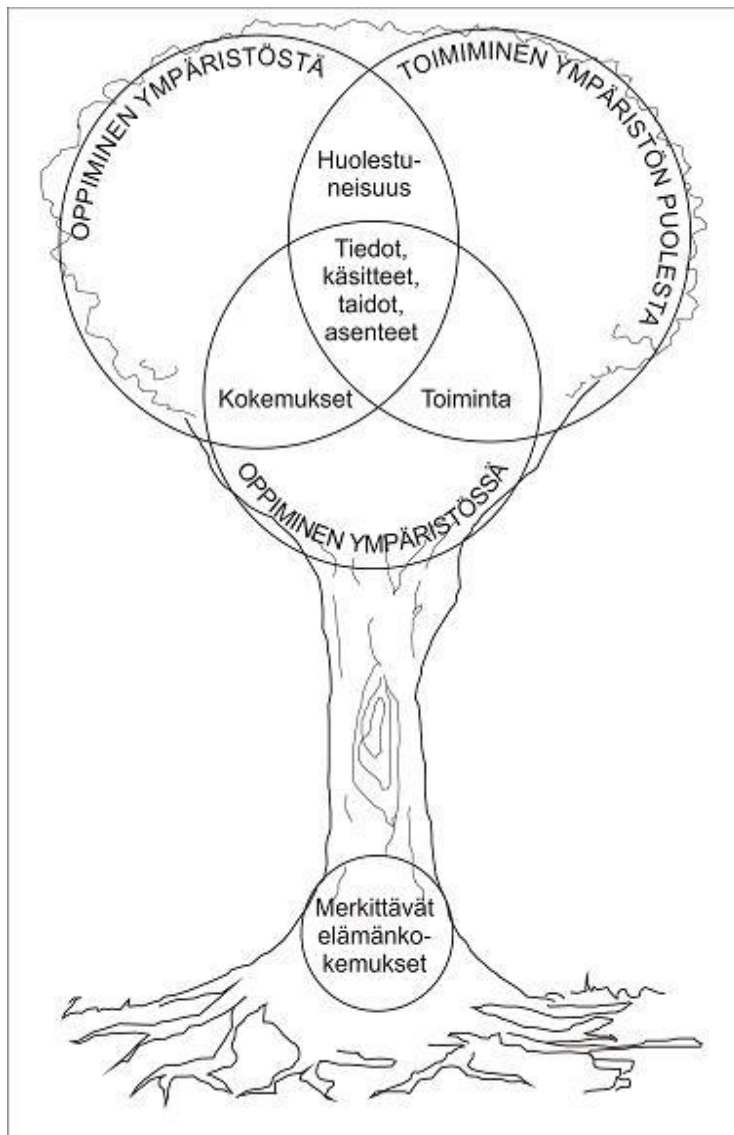 OPPIMINEN YMPÄRISTÖSTÄ
TOIMIMINEN YMPÄRISTÖN PUOLESTA
Huolestu-
neisuus
Tiedot,
käsitteet,
taidot,
asenteet
Kokemukset
Toiminta
OPPIMINEN YMPÄRISTÖSSÄ
Merkittävät
elämänko-
kemukset